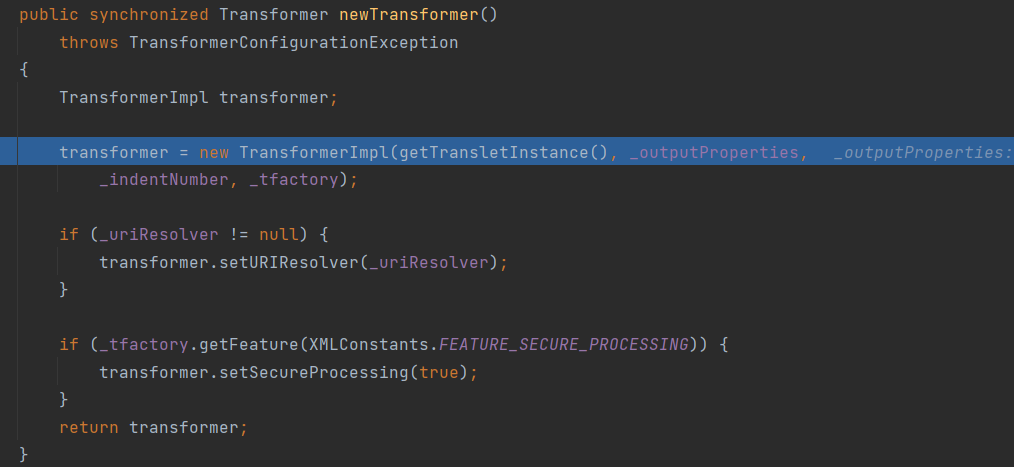 public synchronized Transformer newTransformer()
    throws TransformerConfigurationException
{
    TransformerImpl transformer;
    transformer = new TransformerImpl(getTransletInstance(), _outputProperties,  _outputProperties:
        _indentNumber, _tfactory);
    if (_uriResolver != null) {
        transformer.setURIResolver(_uriResolver);
    }
    if (_tfactory.getFeature(XMLConstants.FEATURE_SECURE_PROCESSING)) {
        transformer.setSecureProcessing(true);
    }
    return transformer;
}